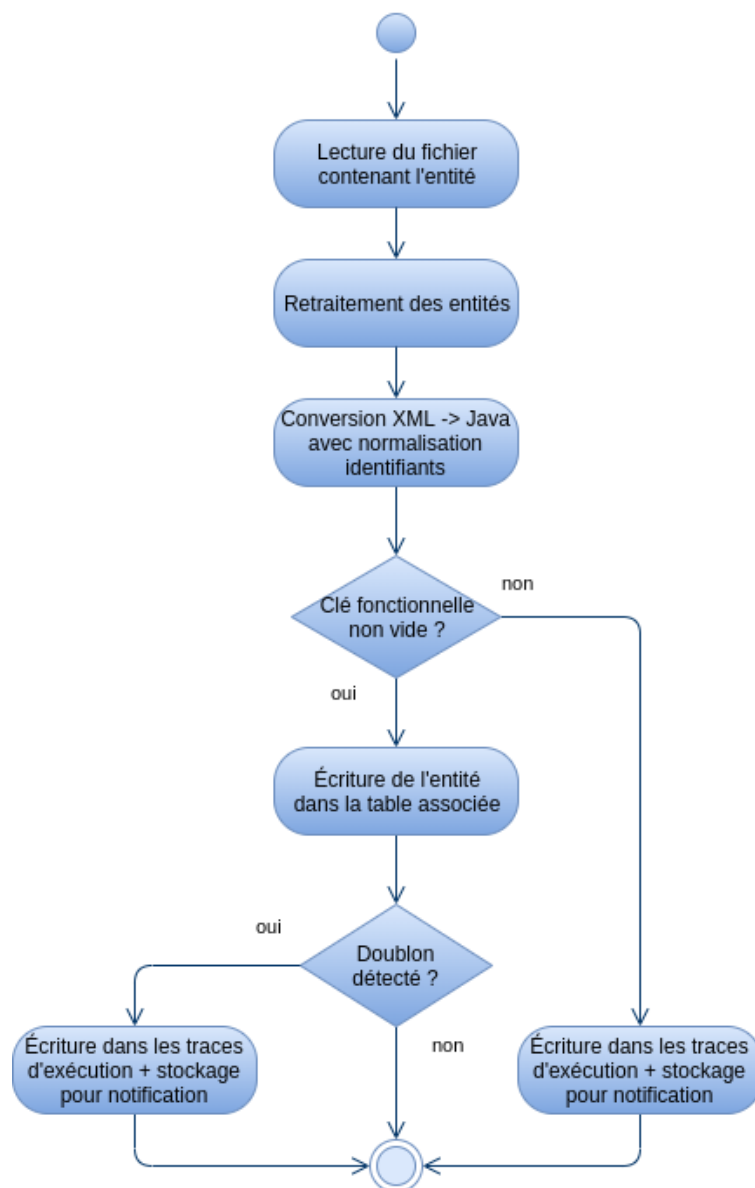 Lecture du fichier
contenant l'entité
Retraitement des entités
Conversion XML -> Java
avec normalisation
identifiants
Clé fonctionnelle
non vide ?
non
oui
Écriture de l'entité
dans la table associée
Doublon
détecté ?
oui
non
Écriture dans les traces
d'exécution + stockage
pour notification
Écriture dans les traces
d'exécution + stockage
pour notification